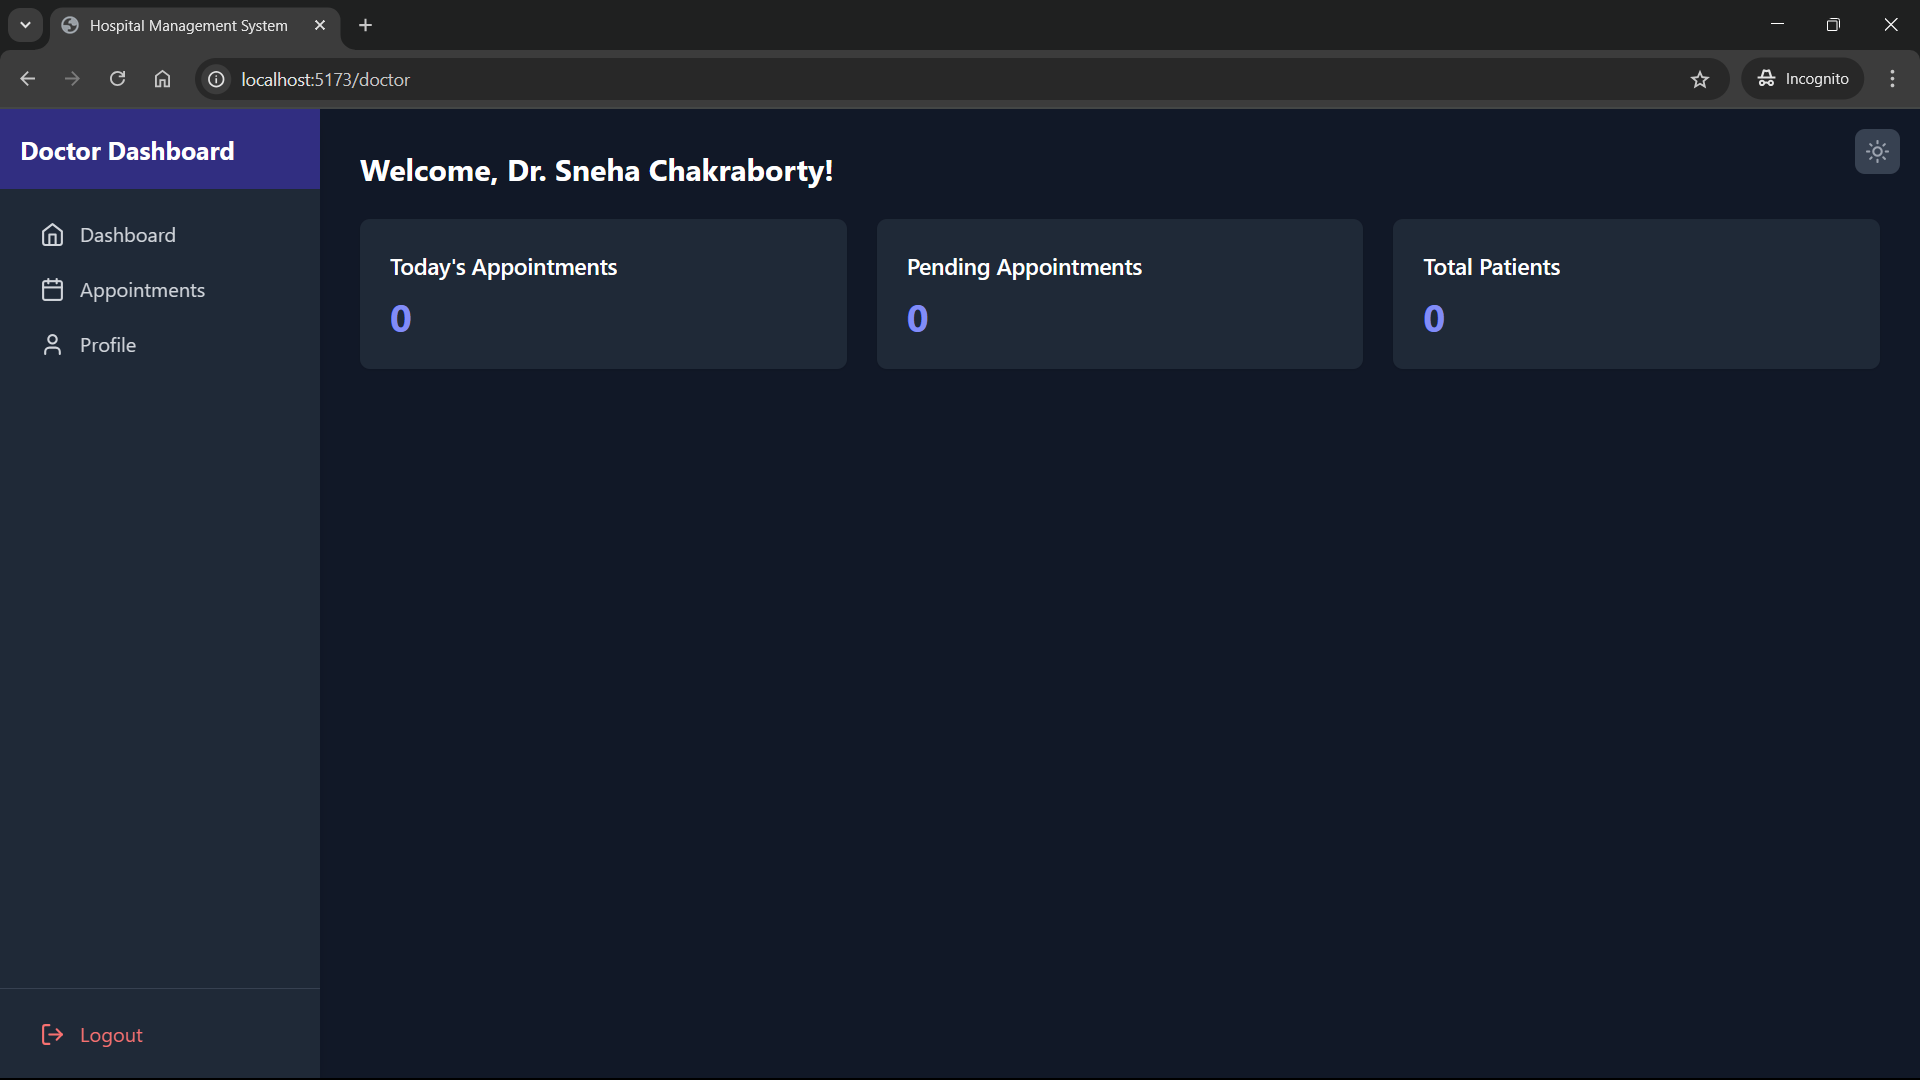 Hospital Management System
localhost:5173/doctor
Incognito
Doctor Dashboard
Dashboard
Appointments
Profile
Logout
Welcome, Dr. Sneha Chakraborty!
Today's Appointments
0
Pending Appointments
0
Total Patients
0